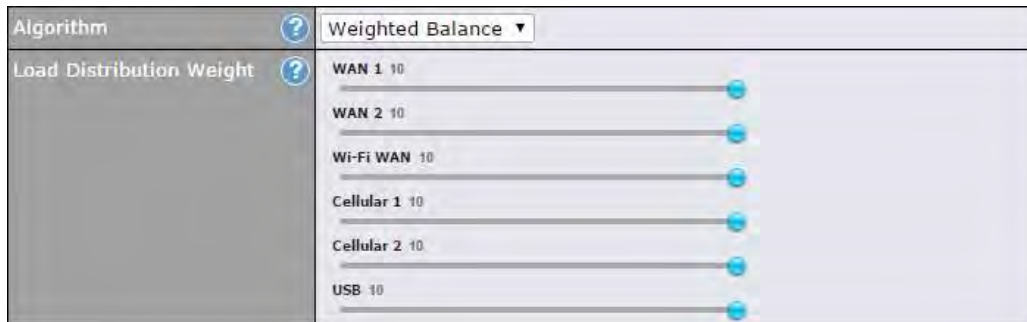 Algorithm ? Weighted Balance ▼
Load Distribution Weight ? WAN 1 10
WAN 2 10
Wi-Fi WAN 10
Cellular 1 10
Cellular 2 10
USB 10